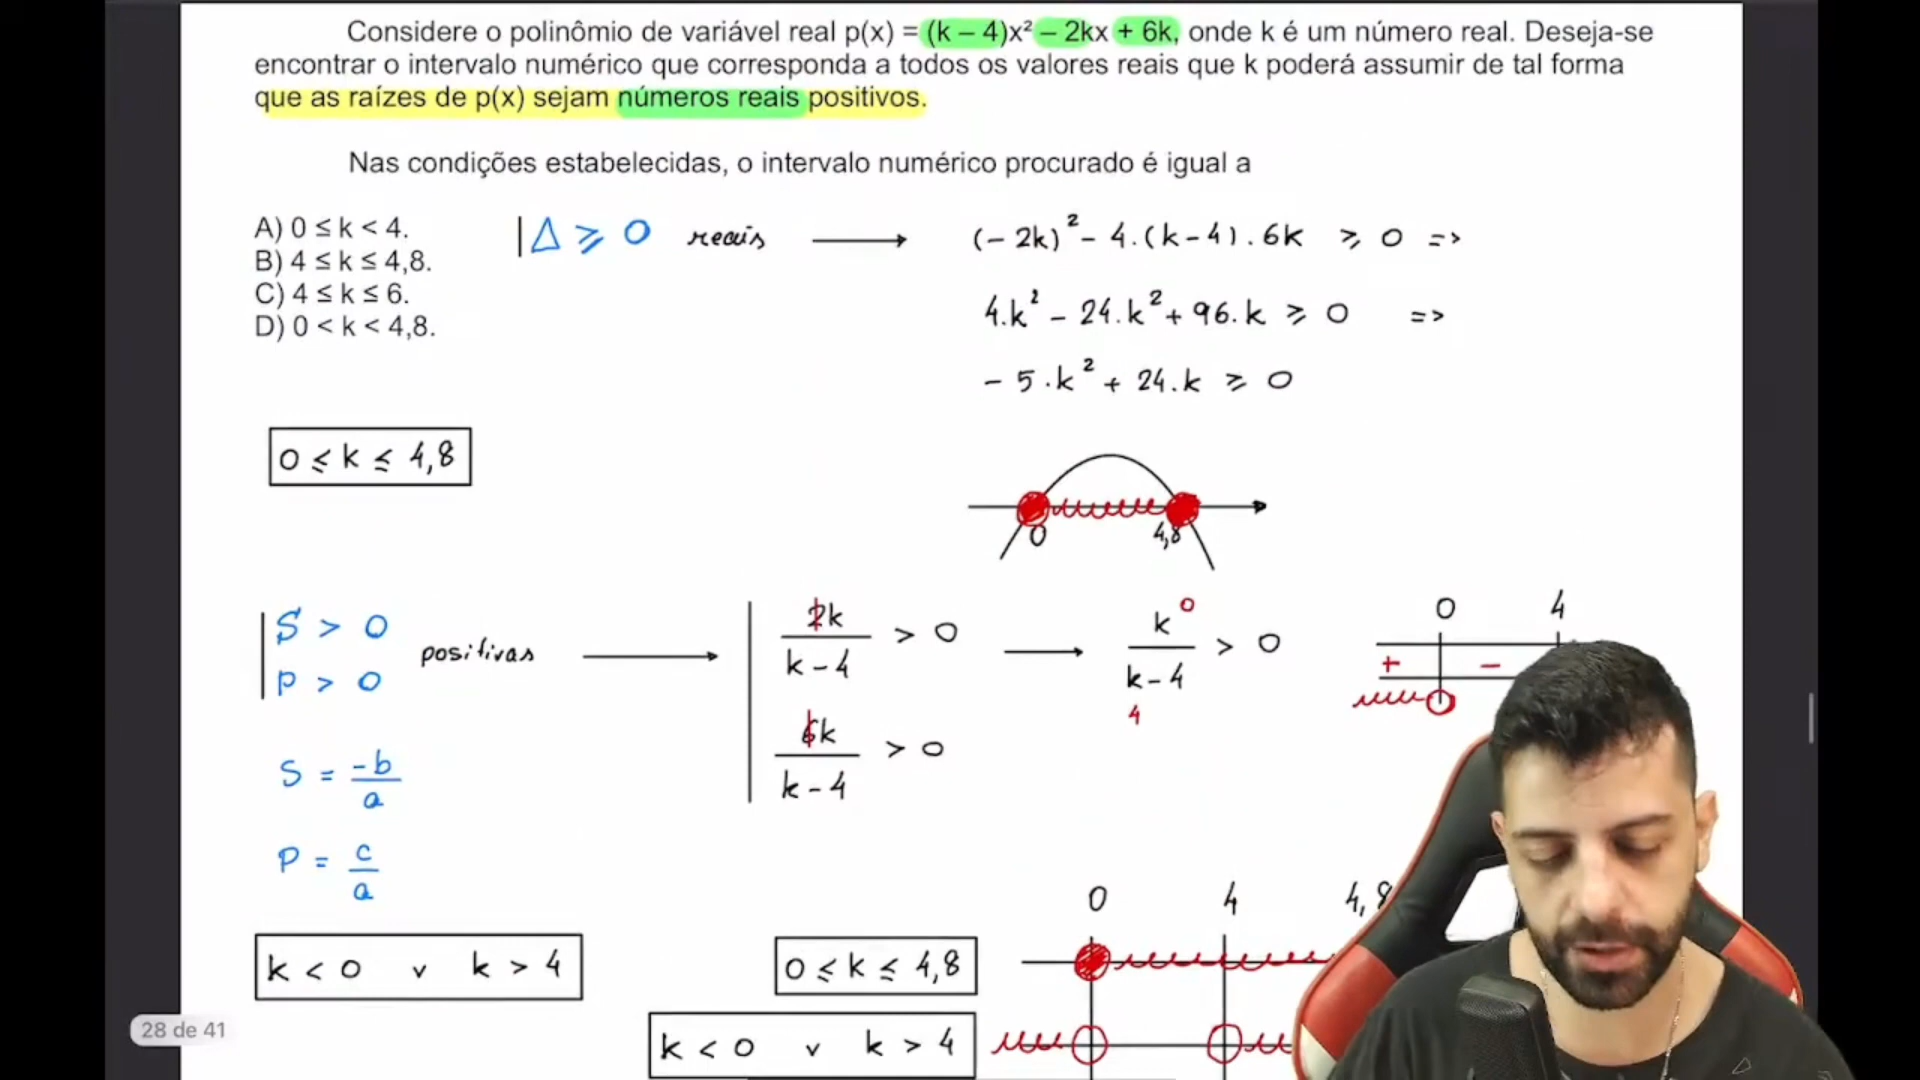 Considere o polinômio de variável real p(x) = (k – 4)x² – 2kx + 6k, onde k é um número real. Deseja-se
encontrar o intervalo numérico que corresponda a todos os valores reais que k poderá assumir de tal forma
que as raízes de p(x) sejam números reais positivos.
Nas condições estabelecidas, o intervalo numérico procurado é igual a
A) 0 ≤ k < 4.
B) 4 ≤ k ≤ 4,8.
C) 4 ≤ k ≤ 6.
D) 0 < k < 4,8.
Δ ≥ 0 reais → (-2k)² - 4.(k-4).6k ≥ 0 =>
4.k² - 24.k² + 96.k ≥ 0 =>
-5.k² + 24.k ≥ 0
0 ≤ k ≤ 4,8
0 4,8
S > 0
P > 0
positivas →
2k / k-4 > 0 →
k / k-4 > 0
0
4
6k / k-4 > 0
0 4
+ -
S = -b/a
P = c/a
k < 0 v k > 4
0 ≤ k ≤ 4,8
0 4 4,8
k < 0 v k > 4
28 de 41